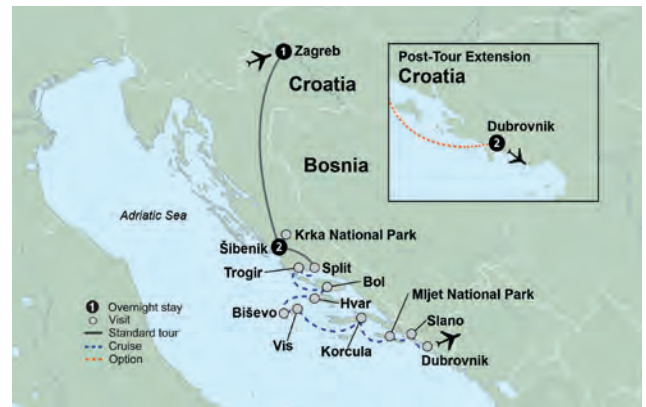 1 Zagreb
Croatia
Post-Tour Extension
Croatia
Dubrovnik
2
Bosnia
Adriatic Sea
Krka National Park
Šibenik 2
Trogir
Split
Bol
Hvar
Mljet National Park
Biševo
Slano
Vis
Korcula
Dubrovnik
1 Overnight stay
Visit
Standard tour
Cruise
Option